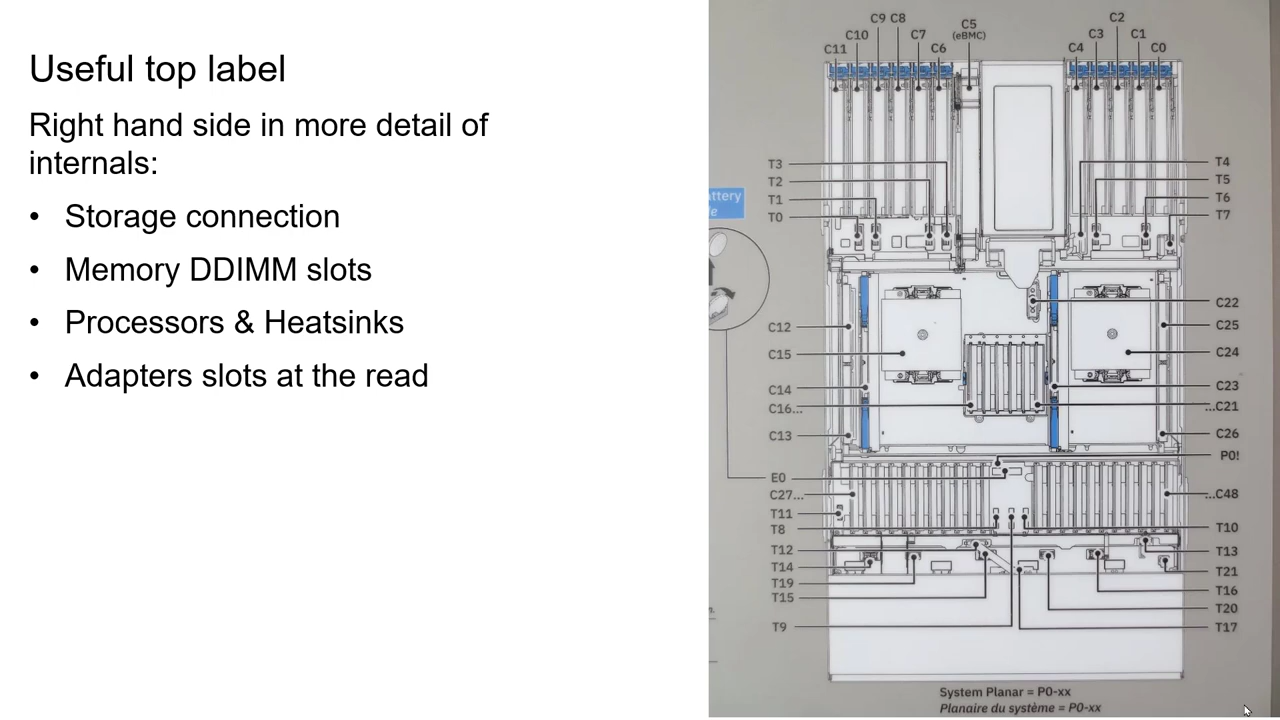 Useful top label
Right hand side in more detail of
internals:
• Storage connection
• Memory DDIMM slots
• Processors & Heatsinks
• Adapters slots at the read
C9 C8
C10
C7
C11
C6
C5
(eBMC)
C2
C3
C1
C4
C0
T3
T2
T1
T0
T4
T5
T6
T7
ttery
C12
C15
C14
C16...
C13
E0
C27...
T11
T8
T12
T14
T19
T15
T9
C22
C25
C24
C23
...C21
C26
P0!
...C48
T10
T13
T21
T16
T20
T17
System Planar = P0-xx
Planaire du système = P0-xx